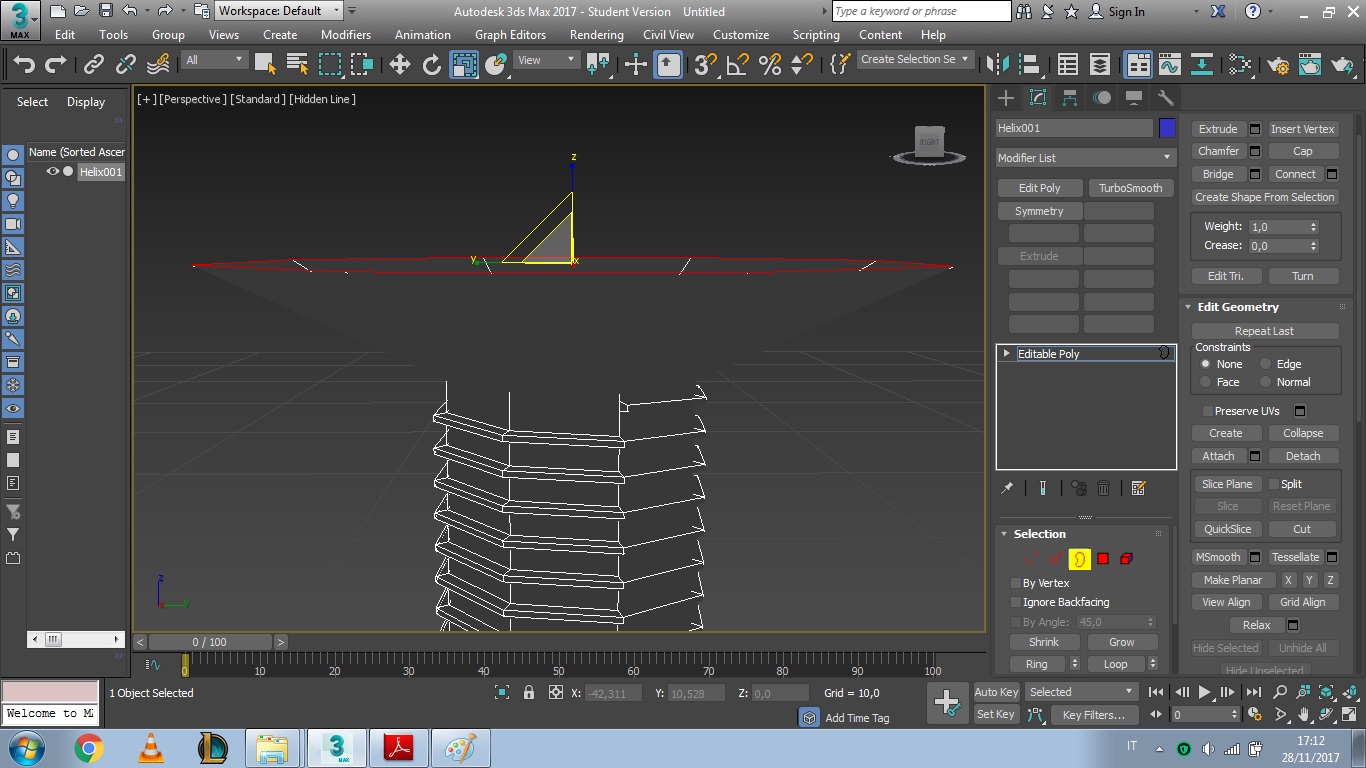 Workspace: Default
Autodesk 3ds Max 2017 - Student Version Untitled
Type a keyword or phrase
Sign In
3
MAX
Edit Tools Group Views Create Modifiers Animation Graph Editors Rendering Civil View Customize Scripting Content Help
All
View
Create Selection Se
Select Display
Name (Sorted Ascer
Helix001
[+] [Perspective] [Standard] [Hidden Line]
RIGHT
z
y
x
z
y
Helix001
Modifier List
Edit Poly TurboSmooth
Symmetry
Extrude
Editable Poly
Selection
By Vertex
Ignore Backfacing
By Angle: 45,0
Shrink Grow
Ring Loop
Extrude Insert Vertex
Chamfer Cap
Bridge Connect
Create Shape From Selection
Weight: 1,0
Crease: 0,0
Edit Tri. Turn
Edit Geometry
Repeat Last
Constraints
None Edge
Face Normal
Preserve UVs
Create Collapse
Attach Detach
Slice Plane Split
Slice Reset Plane
QuickSlice Cut
MSmooth Tessellate
Make Planar X Y Z
View Align Grid Align
Relax
Hide Selected Unhide All
Hide Unselected
< 0 / 100 >
0 10 20 30 40 50 60 70 80 90 100
1 Object Selected
X: -42,311 Y: 10,528 Z: 0,0 Grid = 10,0
Add Time Tag
Auto Key Selected
Set Key Key Filters...
0
Welcome to MA
3
MAX
IT
17:12
28/11/2017